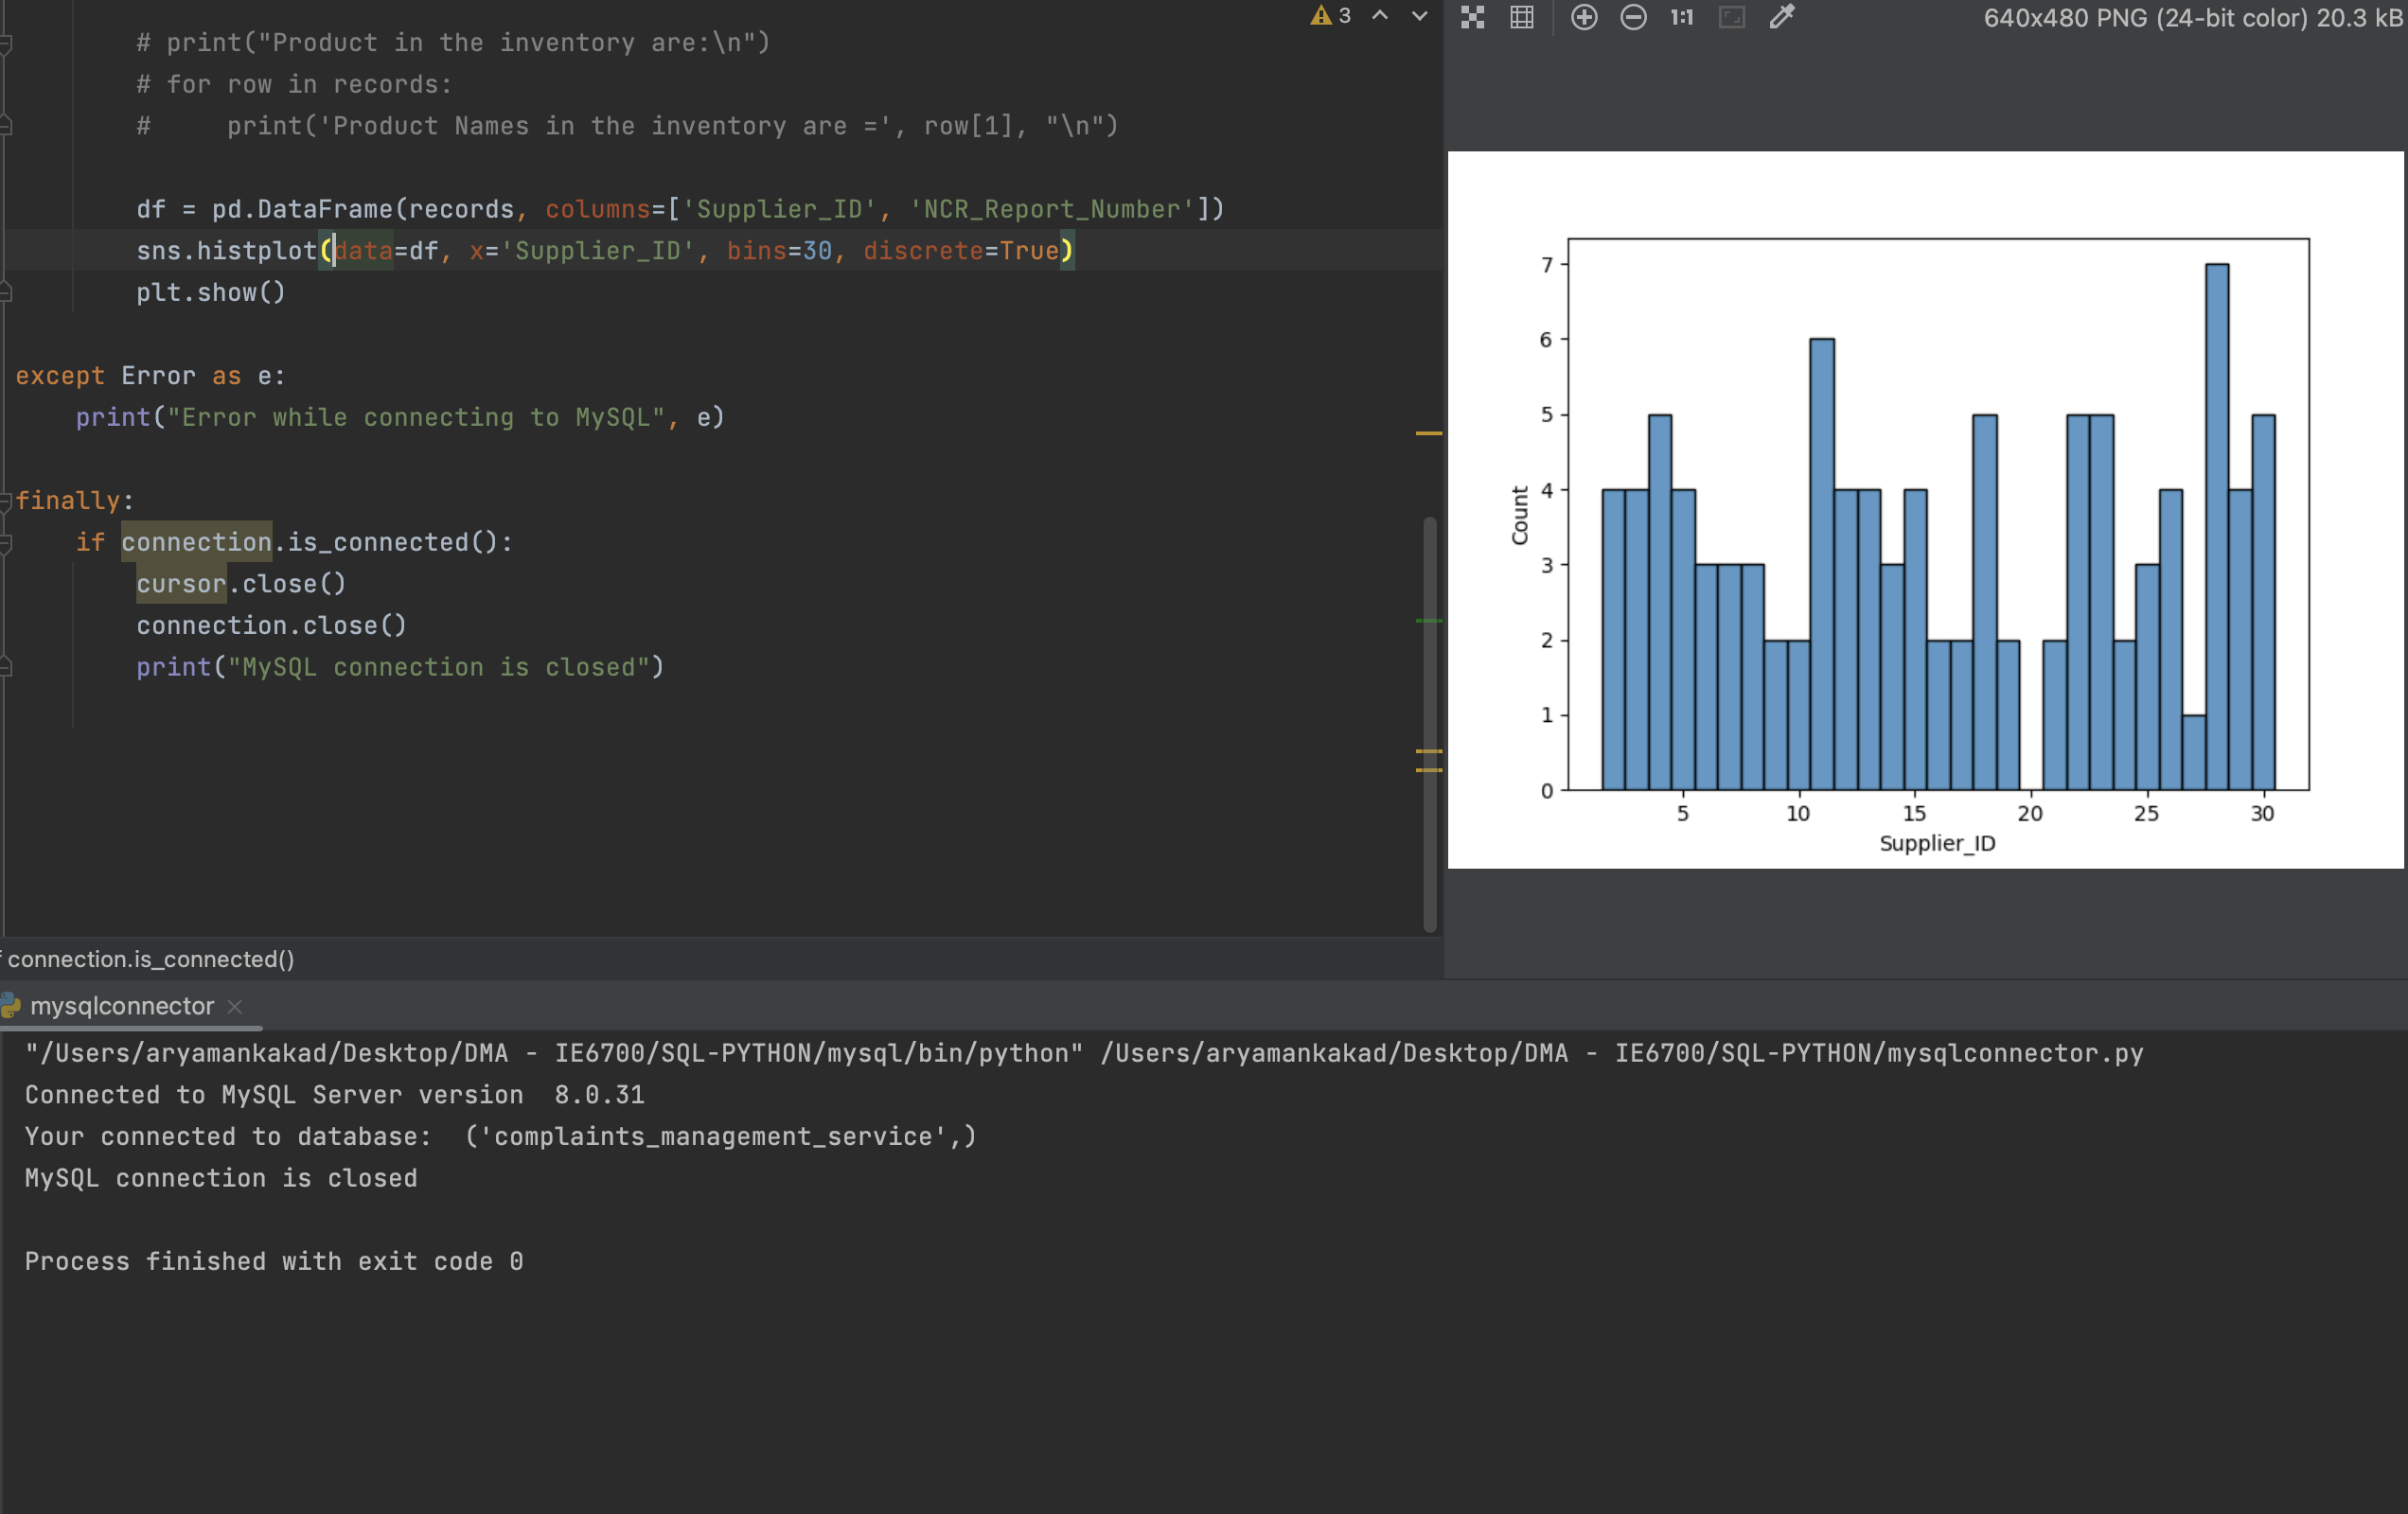 3
# print("Product in the inventory are:\n")
# for row in records:
#     print('Product Names in the inventory are =', row[1], "\n")
df = pd.DataFrame(records, columns=['Supplier_ID', 'NCR_Report_Number'])
sns.histplot(data=df, x='Supplier_ID', bins=30, discrete=True)
plt.show()
except Error as e:
    print("Error while connecting to MySQL", e)
finally:
    if connection.is_connected():
        cursor.close()
        connection.close()
        print("MySQL connection is closed")
connection.is_connected()
1:1
640x480 PNG (24-bit color) 20.3 kB
7
6
5
4
3
2
1
0
Count
5 10 15 20 25 30
Supplier_ID
mysqlconnector
"/Users/aryamankakad/Desktop/DMA - IE6700/SQL-PYTHON/mysql/bin/python" /Users/aryamankakad/Desktop/DMA - IE6700/SQL-PYTHON/mysqlconnector.py
Connected to MySQL Server version  8.0.31
Your connected to database:  ('complaints_management_service',)
MySQL connection is closed
Process finished with exit code 0